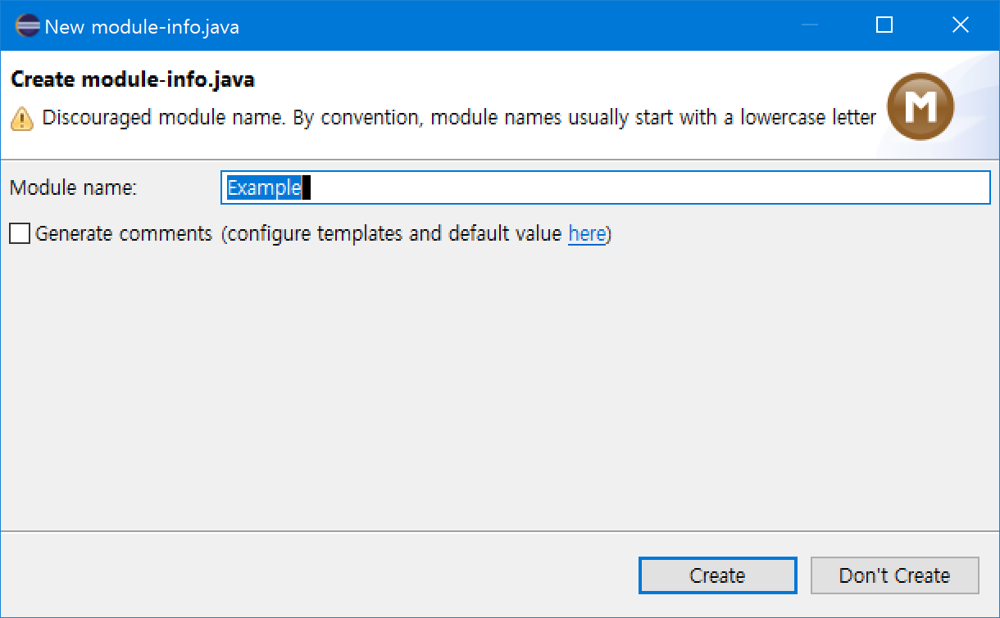 New module-info.java
Create module-info.java
Discouraged module name. By convention, module names usually start with a lowercase letter
M
Module name:
Example
Generate comments (configure templates and default value here)
Create
Don't Create